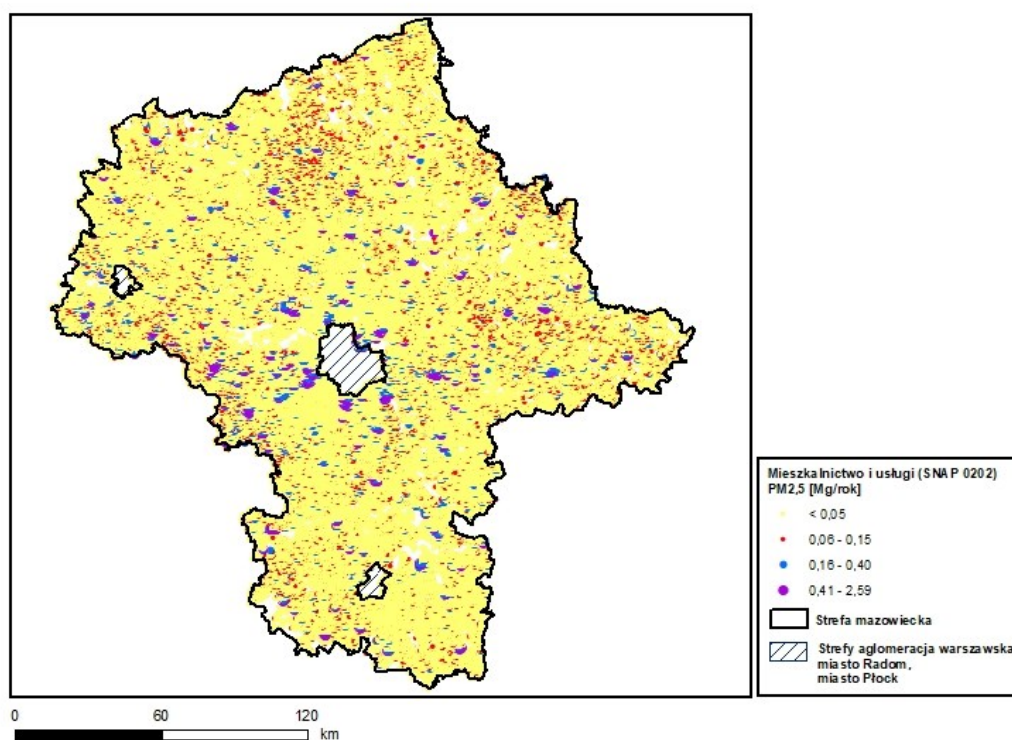 Mieszkalnictwo i usługi (SNAP 0202)
PM2,5 [Mg/rok]
< 0,05
0,06 - 0,15
0,16 - 0,40
0,41 - 2,59
Strefa mazowiecka
Strefy aglomeracja warszawska
miasto Radom,
miasto Płock
0 60 120
km